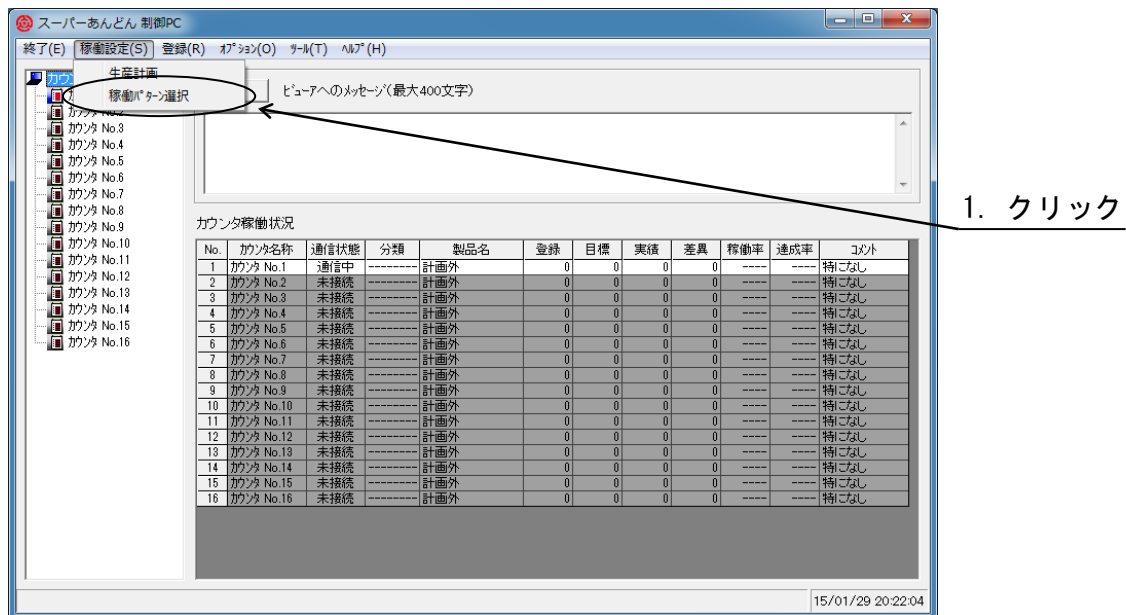 スーパーあんどん 制御PC
終了(E) 稼働設定(S) 登録(R) ｵﾌﾟｼｮﾝ(O) ﾂｰﾙ(T) ﾍﾙﾌﾟ(H)
生産計画
稼働ﾊﾟﾀｰﾝ選択
ﾋﾞｭｰｱへのﾒｯｾｰｼﾞ(最大400文字)
ｶｳﾝﾀ No.3
ｶｳﾝﾀ No.4
ｶｳﾝﾀ No.5
ｶｳﾝﾀ No.6
ｶｳﾝﾀ No.7
ｶｳﾝﾀ No.8
ｶｳﾝﾀ No.9
ｶｳﾝﾀ No.10
ｶｳﾝﾀ No.11
ｶｳﾝﾀ No.12
ｶｳﾝﾀ No.13
ｶｳﾝﾀ No.14
ｶｳﾝﾀ No.15
ｶｳﾝﾀ No.16
1. クリック
カウンタ稼働状況
No. ｶｳﾝﾀ名称 通信状態 分類 製品名 登録 目標 実績 差異 稼働率 達成率 ｺﾒﾝﾄ
1 ｶｳﾝﾀ No.1 通信中 -------- 計画外 0 0 0 0 ---- ---- 特になし
2 ｶｳﾝﾀ No.2 未接続 -------- 計画外 0 0 0 0 ---- ---- 特になし
3 ｶｳﾝﾀ No.3 未接続 -------- 計画外 0 0 0 0 ---- ---- 特になし
4 ｶｳﾝﾀ No.4 未接続 -------- 計画外 0 0 0 0 ---- ---- 特になし
5 ｶｳﾝﾀ No.5 未接続 -------- 計画外 0 0 0 0 ---- ---- 特になし
6 ｶｳﾝﾀ No.6 未接続 -------- 計画外 0 0 0 0 ---- ---- 特になし
7 ｶｳﾝﾀ No.7 未接続 -------- 計画外 0 0 0 0 ---- ---- 特になし
8 ｶｳﾝﾀ No.8 未接続 -------- 計画外 0 0 0 0 ---- ---- 特になし
9 ｶｳﾝﾀ No.9 未接続 -------- 計画外 0 0 0 0 ---- ---- 特になし
10 ｶｳﾝﾀ No.10 未接続 -------- 計画外 0 0 0 0 ---- ---- 特になし
11 ｶｳﾝﾀ No.11 未接続 -------- 計画外 0 0 0 0 ---- ---- 特になし
12 ｶｳﾝﾀ No.12 未接続 -------- 計画外 0 0 0 0 ---- ---- 特になし
13 ｶｳﾝﾀ No.13 未接続 -------- 計画外 0 0 0 0 ---- ---- 特になし
14 ｶｳﾝﾀ No.14 未接続 -------- 計画外 0 0 0 0 ---- ---- 特になし
15 ｶｳﾝﾀ No.15 未接続 -------- 計画外 0 0 0 0 ---- ---- 特になし
16 ｶｳﾝﾀ No.16 未接続 -------- 計画外 0 0 0 0 ---- ---- 特になし
15/01/29 20:22:04